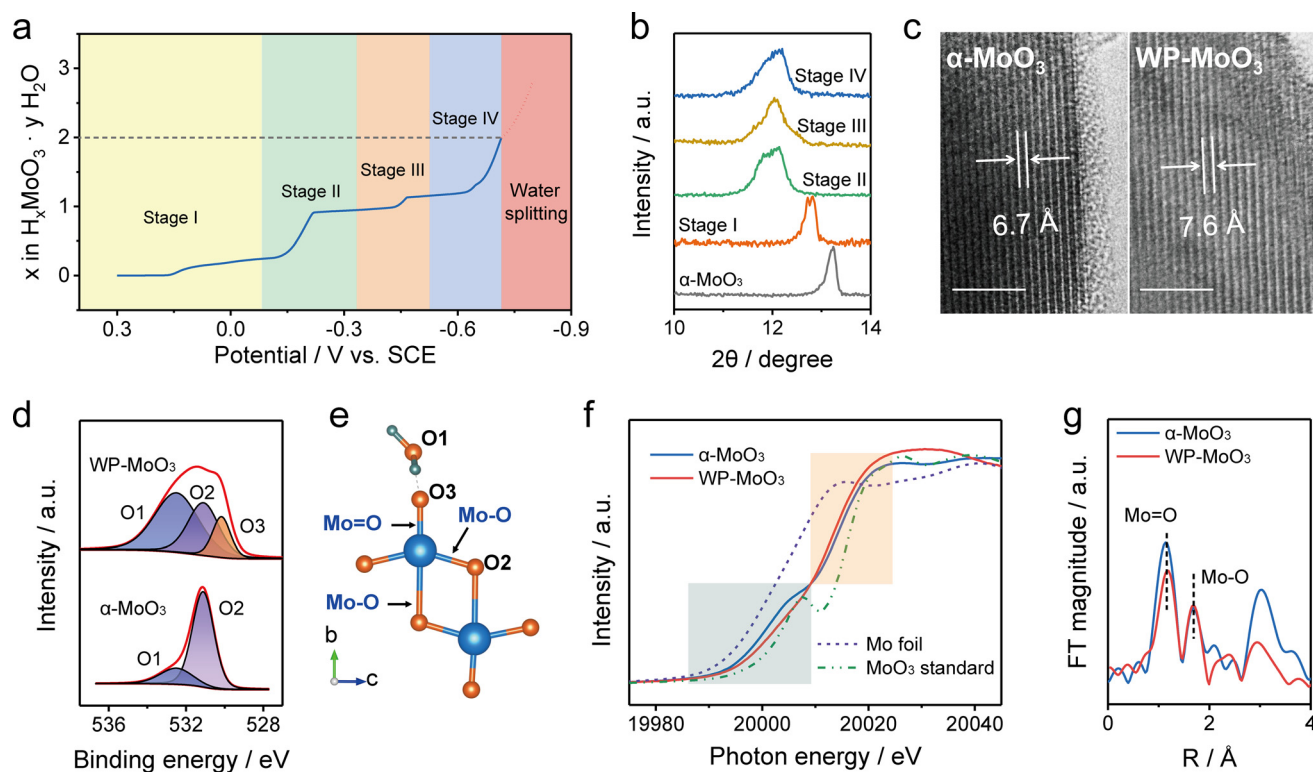 a
x in HₓMoO₃ · y H₂O
3
2
1
0
Stage I
Stage II
Stage III
Stage IV
Water
splitting
0.3 0.0 -0.3 -0.6 -0.9
Potential / V vs. SCE
b
Intensity / a.u.
Stage IV
Stage III
Stage II
Stage I
α-MoO₃
10 12 14
2θ / degree
c
α-MoO₃
6.7 Å
WP-MoO₃
7.6 Å
d
Intensity / a.u.
WP-MoO₃
O1
O2
O3
α-MoO₃
O1
O2
536 532 528
Binding energy / eV
e
O1
O3
Mo=O
Mo-O
O2
Mo-O
b
c
f
Intensity / a.u.
α-MoO₃
WP-MoO₃
Mo foil
MoO₃ standard
19980 20000 20020 20040
Photon energy / eV
g
FT magnitude / a.u.
α-MoO₃
WP-MoO₃
Mo=O
Mo-O
0 2 4
R / Å